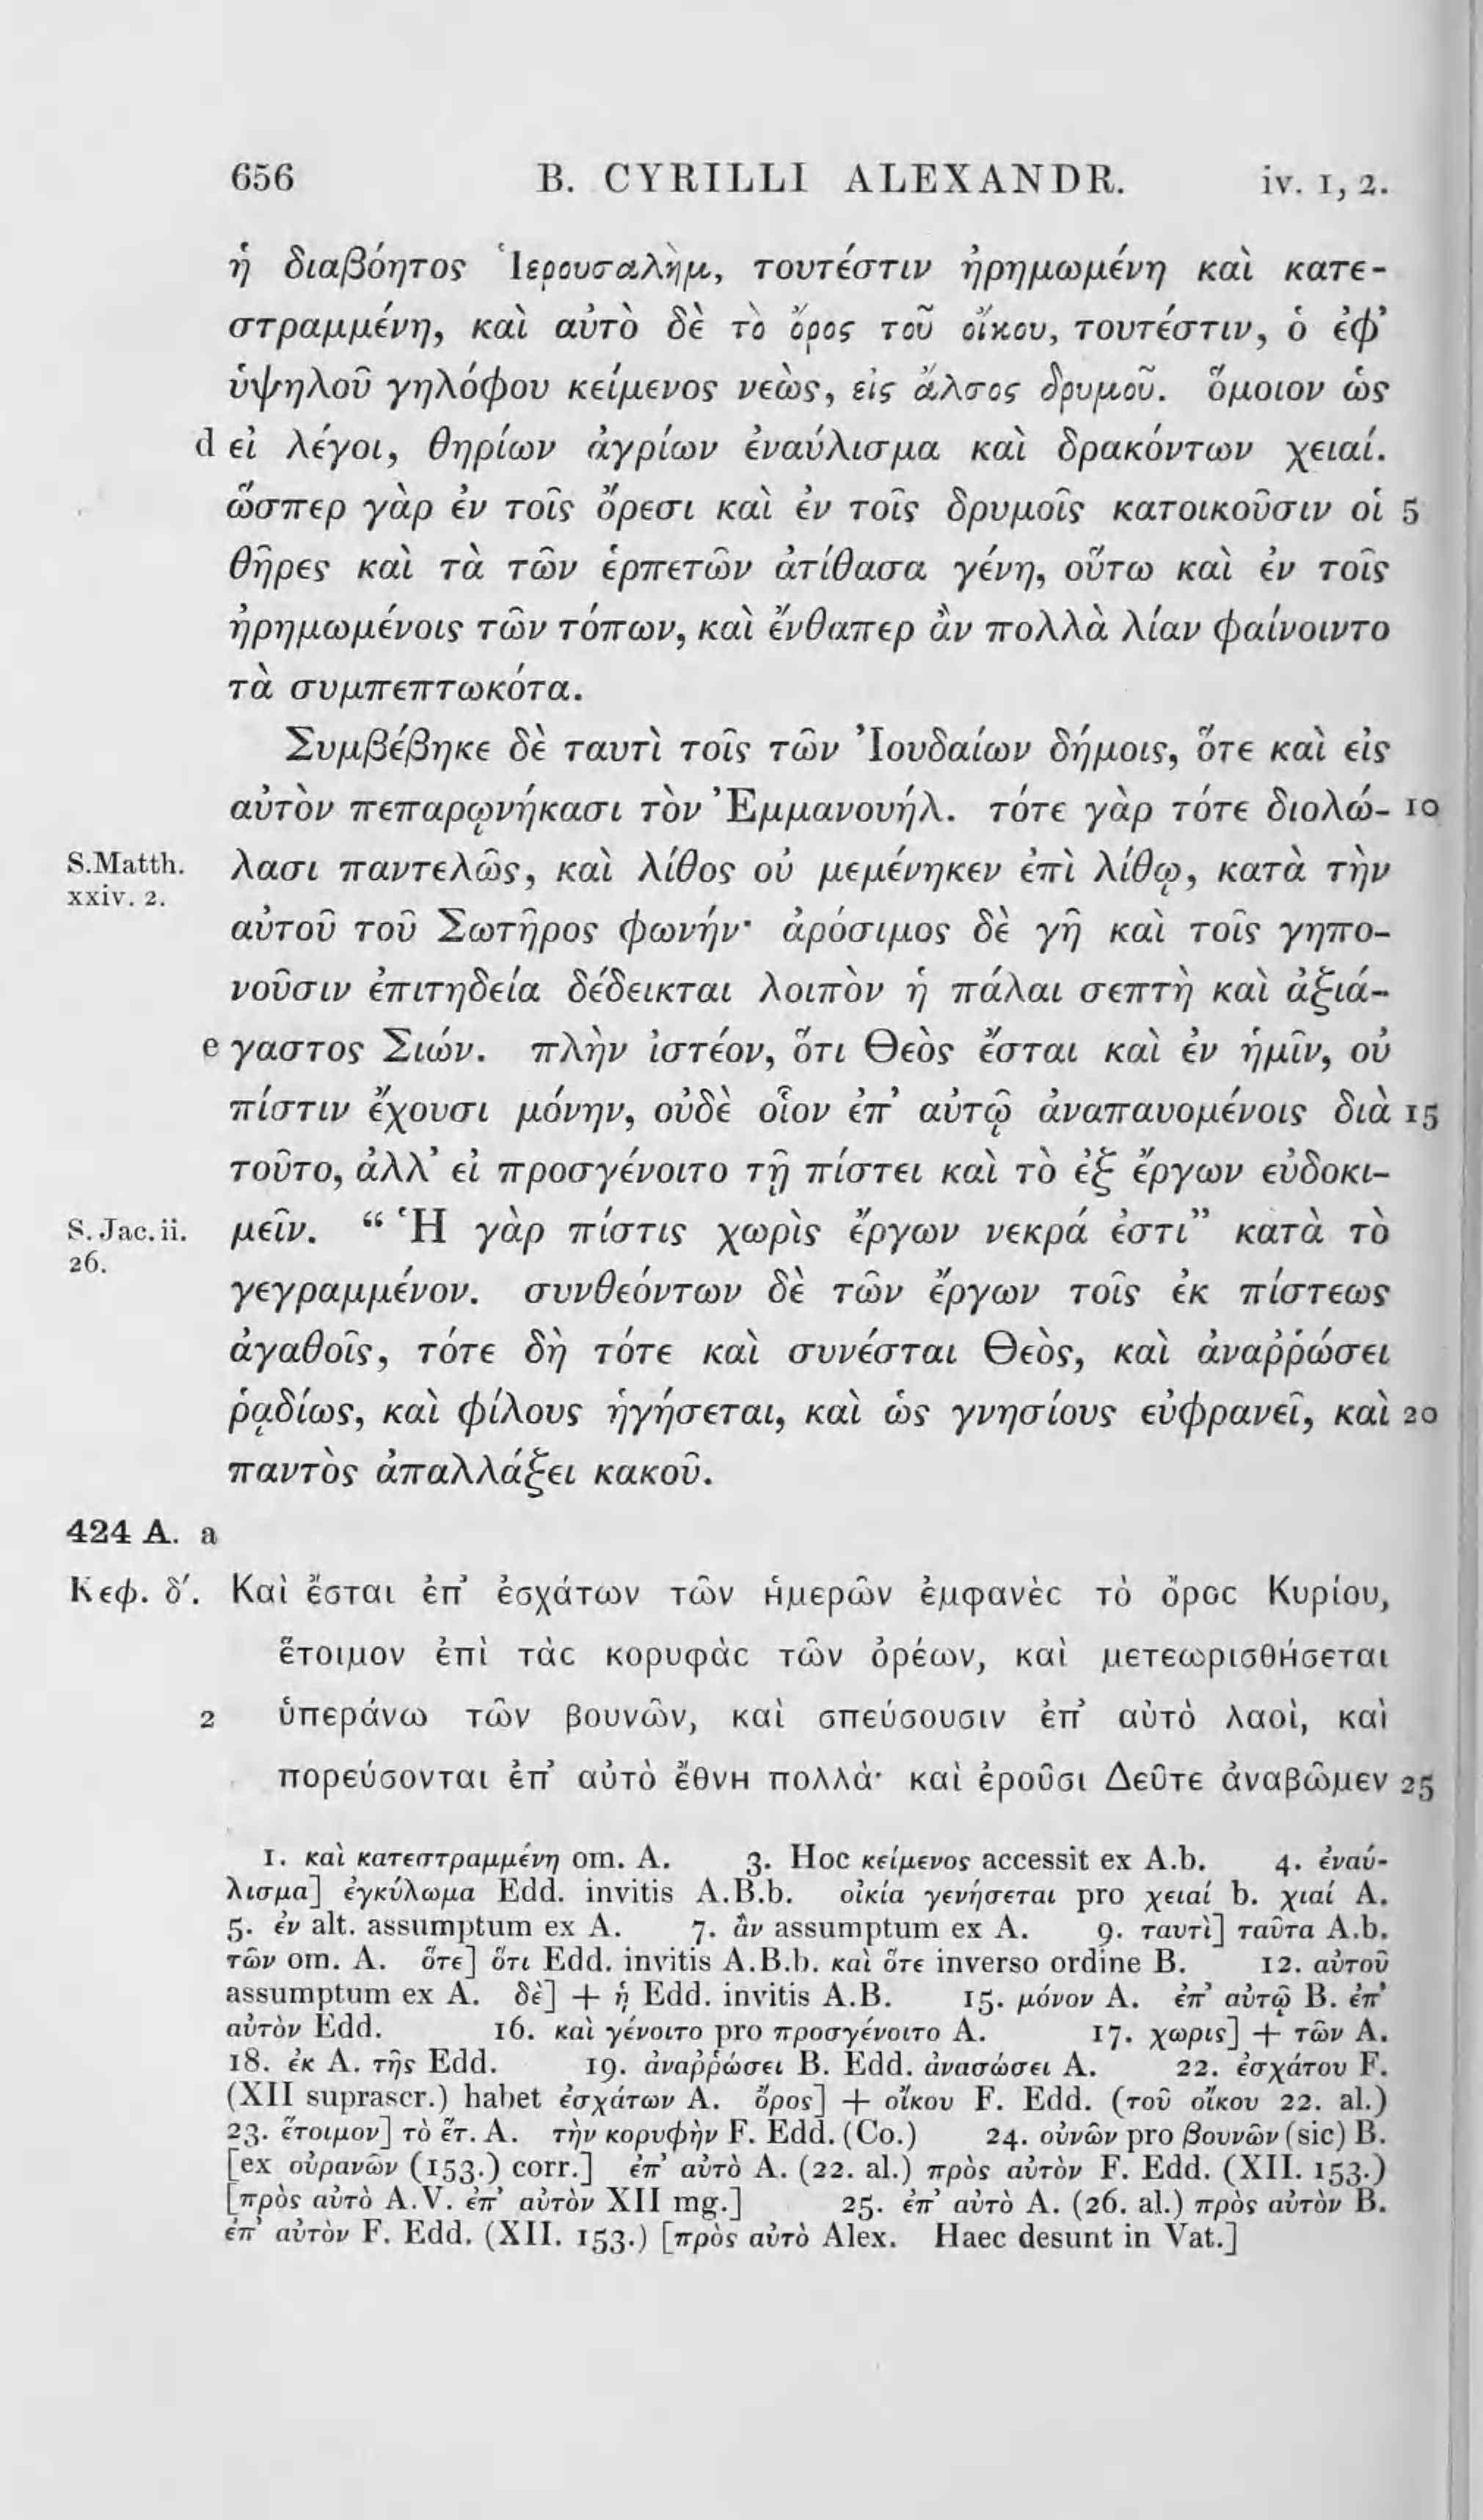 656 B. CYRILLI ALEXANDR. iv. 1, 2.
ἡ διαβόητος Ἱερουσαλὴμ, τουτέστιν ἠρημωμένη καὶ κατε-
στραμμένη, καὶ αὐτὸ δὲ τὸ ὄρος τοῦ οἴκου, τουτέστιν, ὁ ἐφ’
ὑψηλοῦ γηλόφου κείμενος νεὼς, εἰς ἄλσος δρυμοῦ. ὅμοιον ὡς
d εἰ λέγοι, θηρίων ἀγρίων ἐναύλισμα καὶ δρακόντων χειαί.
ὥσπερ γὰρ ἐν τοῖς ὄρεσι καὶ ἐν τοῖς δρυμοῖς κατοικοῦσιν οἱ 5
θῆρες καὶ τὰ τῶν ἑρπετῶν ἀτίθασα γένη, οὕτω καὶ ἐν τοῖς
ἠρημωμένοις τῶν τόπων, καὶ ἔνθαπερ ἂν πολλὰ λίαν φαίνοιντο
τὰ συμπεπτωκότα.
Συμβέβηκε δὲ ταυτὶ τοῖς τῶν Ἰουδαίων δήμοις, ὅτε καὶ εἰς
αὐτὸν πεπαρῳνήκασι τὸν Ἐμμανουήλ. τότε γὰρ τότε διολώ- 10
S.Matth. λασι παντελῶς, καὶ λίθος οὐ μεμένηκεν ἐπὶ λίθῳ, κατὰ τὴν
xxiv. 2.
αὐτοῦ τοῦ Σωτῆρος φωνήν· ἀρόσιμος δὲ γῆ καὶ τοῖς γηπο-
νοῦσιν ἐπιτηδεία δέδεικται λοιπὸν ἡ πάλαι σεπτὴ καὶ ἀξιά-
e γαστος Σιών. πλὴν ἰστέον, ὅτι Θεὸς ἔσται καὶ ἐν ἡμῖν, οὐ
πίστιν ἔχουσι μόνην, οὐδὲ οἷον ἐπ’ αὐτῷ ἀναπαυομένοις διὰ 15
τοῦτο, ἀλλ’ εἰ προσγένοιτο τῇ πίστει καὶ τὸ ἐξ ἔργων εὐδοκι-
S. Jac. ii. μεῖν. “Ἡ γὰρ πίστις χωρὶς ἔργων νεκρά ἐστι” κατὰ τὸ
26.
γεγραμμένον. συνθεόντων δὲ τῶν ἔργων τοῖς ἐκ πίστεως
ἀγαθοῖς, τότε δὴ τότε καὶ συνέσται Θεὸς, καὶ ἀναῤῥώσει
ῥᾳδίως, καὶ φίλους ἡγήσεται, καὶ ὡς γνησίους εὐφρανεῖ, καὶ 20
παντὸς ἀπαλλάξει κακοῦ.
424 A. a
Κεφ. δ′. Καὶ ἔσται ἐπ’ ἐσχάτων τῶν ἡμερῶν ἐμφανὲς τὸ ὄρος Κυρίου,
ἕτοιμον ἐπὶ τὰς κορυφὰς τῶν ὀρέων, καὶ μετεωρισθήσεται
2 ὑπεράνω τῶν βουνῶν, καὶ σπεύσουσιν ἐπ’ αὐτὸ λαοὶ, καὶ
πορεύσονται ἐπ’ αὐτὸ ἔθνη πολλὰ· καὶ ἐροῦσι Δεῦτε ἀναβῶμεν 25
1. καὶ κατεστραμμένη om. A. 3. Hoc κείμενος accessit ex A.b. 4. ἐναύ-
λισμα] ἐγκύλωμα Edd. invitis A.B.b. οἰκία γενήσεται pro χειαί b. χιαί A.
5. ἐν alt. assumptum ex A. 7. ἂν assumptum ex A. 9. ταυτὶ] ταῦτα A.b.
τῶν om. A. ὅτε] ὅτι Edd. invitis A.B.b. καὶ ὅτε inverso ordine B. 12. αὐτοῦ
assumptum ex A. δὲ] + ἡ Edd. invitis A.B. 15. μόνον A. ἐπ’ αὐτῷ B. ἐπ’
αὐτὸν Edd. 16. καὶ γένοιτο pro προσγένοιτο A. 17. χωρις] + τῶν A.
18. ἐκ A. τῆς Edd. 19. ἀναῤῥώσει B. Edd. ἀνασώσει A. 22. ἐσχάτου F.
(XII suprascr.) habet ἐσχάτων A. ὄρος] + οἴκου F. Edd. (τοῦ οἴκου 22. al.)
23. ἕτοιμον] τὸ ἕτ. A. τὴν κορυφὴν F. Edd. (Co.) 24. οὐνῶν pro βουνῶν (sic) B.
[ex οὐρανῶν (153.) corr.] ἐπ’ αὐτὸ A. (22. al.) πρὸς αὐτὸν F. Edd. (XII. 153.)
[πρὸς αὐτὸ A.V. ἐπ’ αὐτὸν XII mg.] 25. ἐπ’ αὐτὸ A. (26. al.) πρὸς αὐτὸν B.
ἐπ’ αὐτὸν F. Edd. (XII. 153.) [πρὸς αὐτὸ Alex. Haec desunt in Vat.]